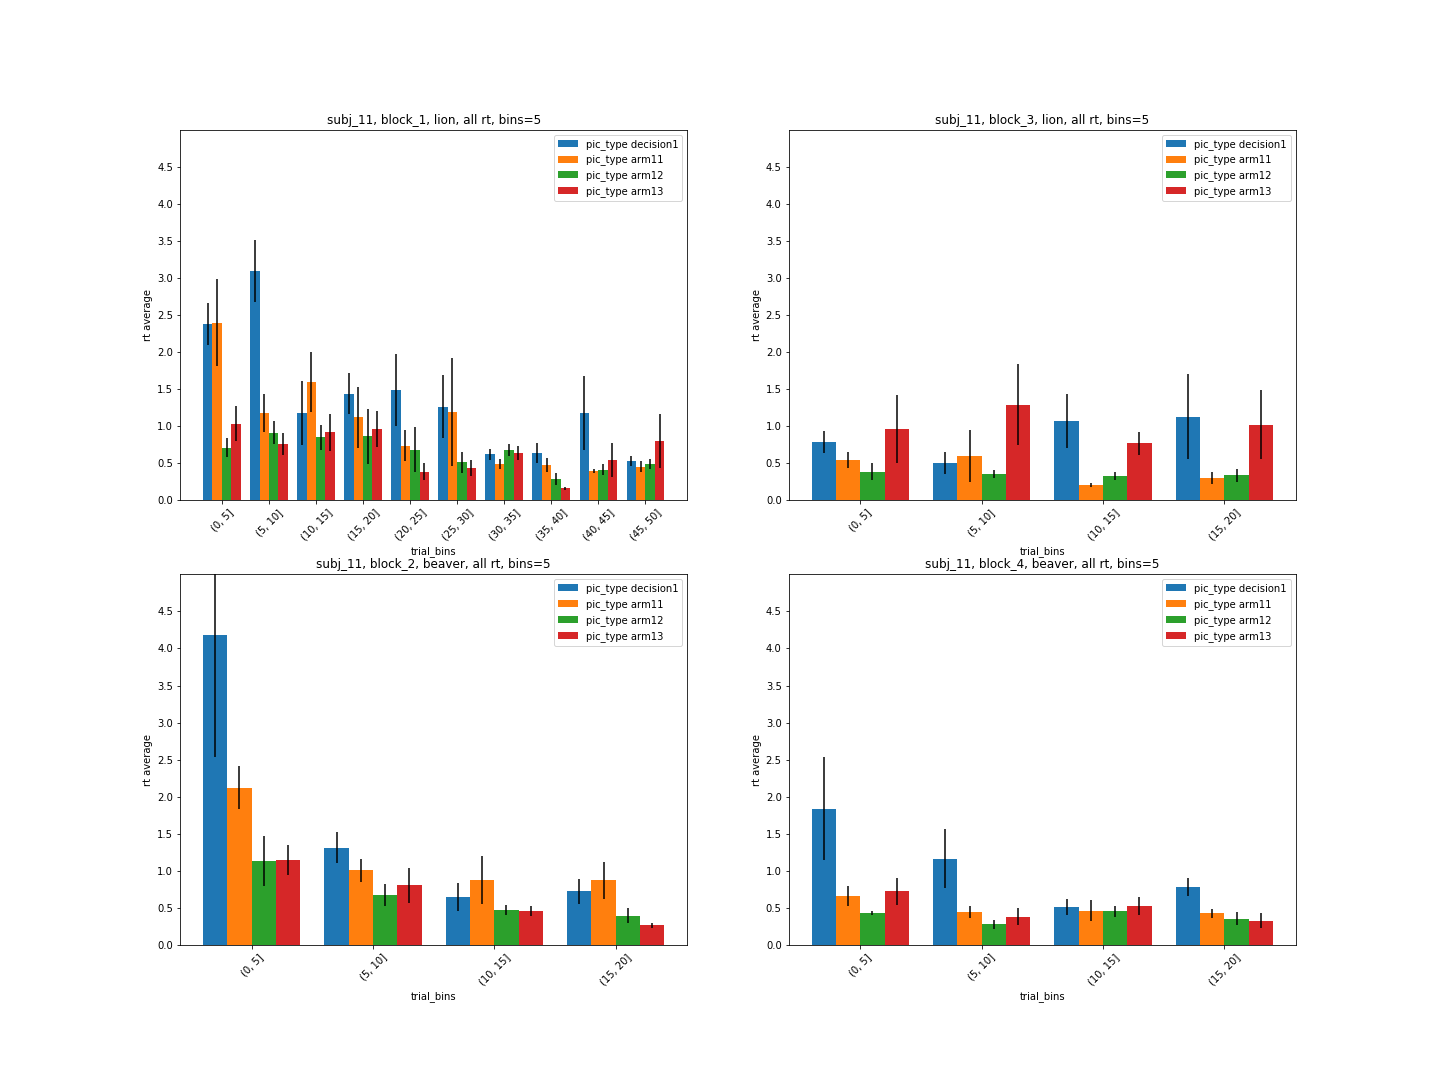 subj_11, block_1, lion, all rt, bins=5
pic_type decision1
pic_type arm11
pic_type arm12
pic_type arm13
4.5
4.0
3.5
3.0
2.5
2.0
1.5
1.0
0.5
0.0
rt average
(0, 5]
(5, 10]
(10, 15]
(15, 20]
(20, 25]
(25, 30]
(30, 35]
(35, 40]
(40, 45]
(45, 50]
trial_bins
subj_11, block_3, lion, all rt, bins=5
pic_type decision1
pic_type arm11
pic_type arm12
pic_type arm13
4.5
4.0
3.5
3.0
2.5
2.0
1.5
1.0
0.5
0.0
rt average
(0, 5]
(5, 10]
(10, 15]
(15, 20]
trial_bins
subj_11, block_2, beaver, all rt, bins=5
pic_type decision1
pic_type arm11
pic_type arm12
pic_type arm13
4.5
4.0
3.5
3.0
2.5
2.0
1.5
1.0
0.5
0.0
rt average
(0, 5]
(5, 10]
(10, 15]
(15, 20]
trial_bins
subj_11, block_4, beaver, all rt, bins=5
pic_type decision1
pic_type arm11
pic_type arm12
pic_type arm13
4.5
4.0
3.5
3.0
2.5
2.0
1.5
1.0
0.5
0.0
rt average
(0, 5]
(5, 10]
(10, 15]
(15, 20]
trial_bins